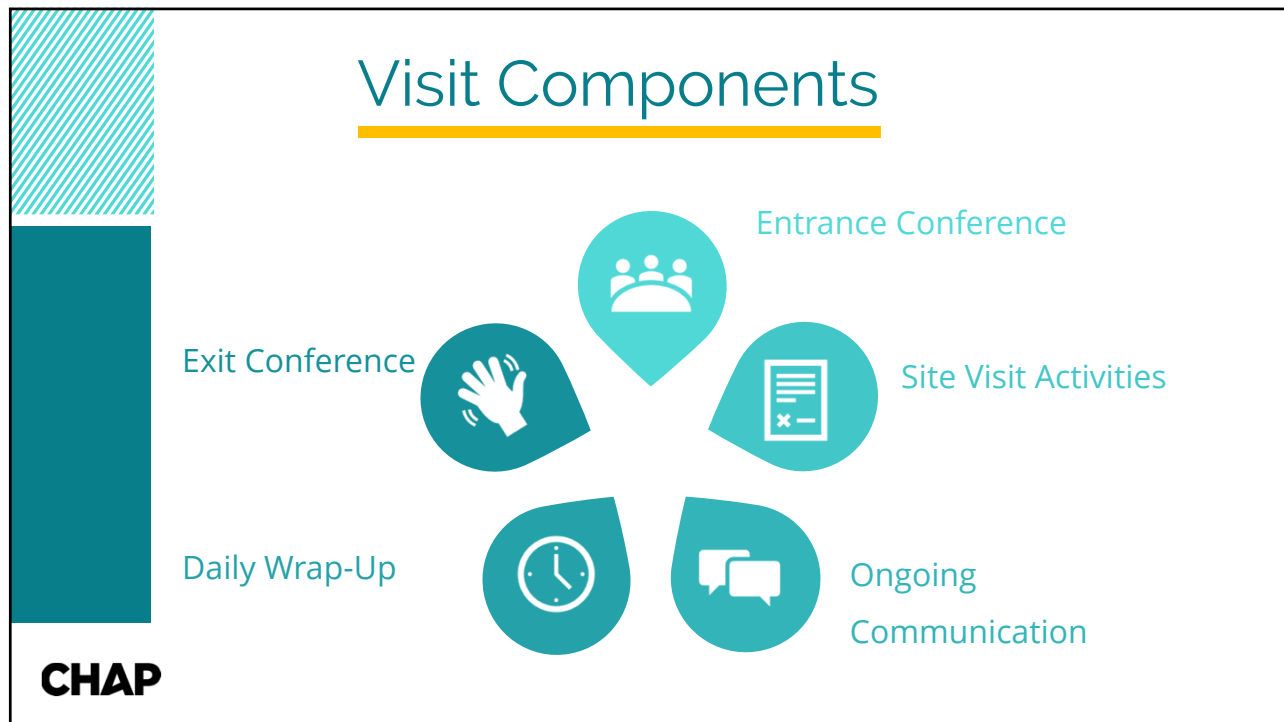 Visit Components
Entrance Conference
Site Visit Activities
Ongoing
Communication
Daily Wrap-Up
Exit Conference
CHAP